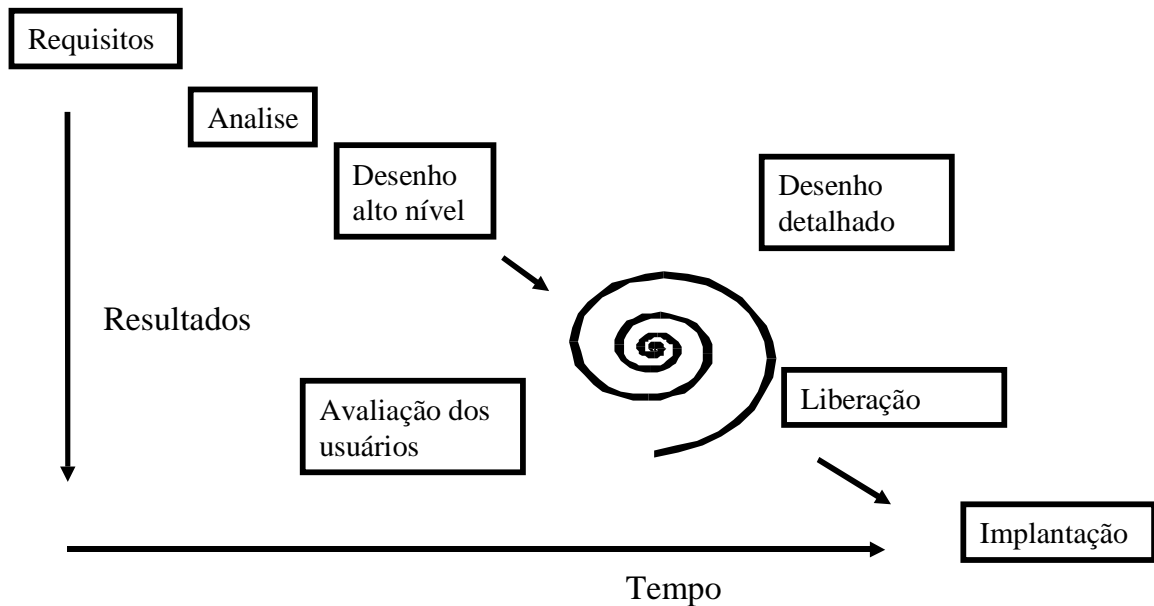 Requisitos
Analise
Desenho
alto nível
Desenho
detalhado
Resultados
Avaliação dos
usuários
Liberação
Implantação
Tempo